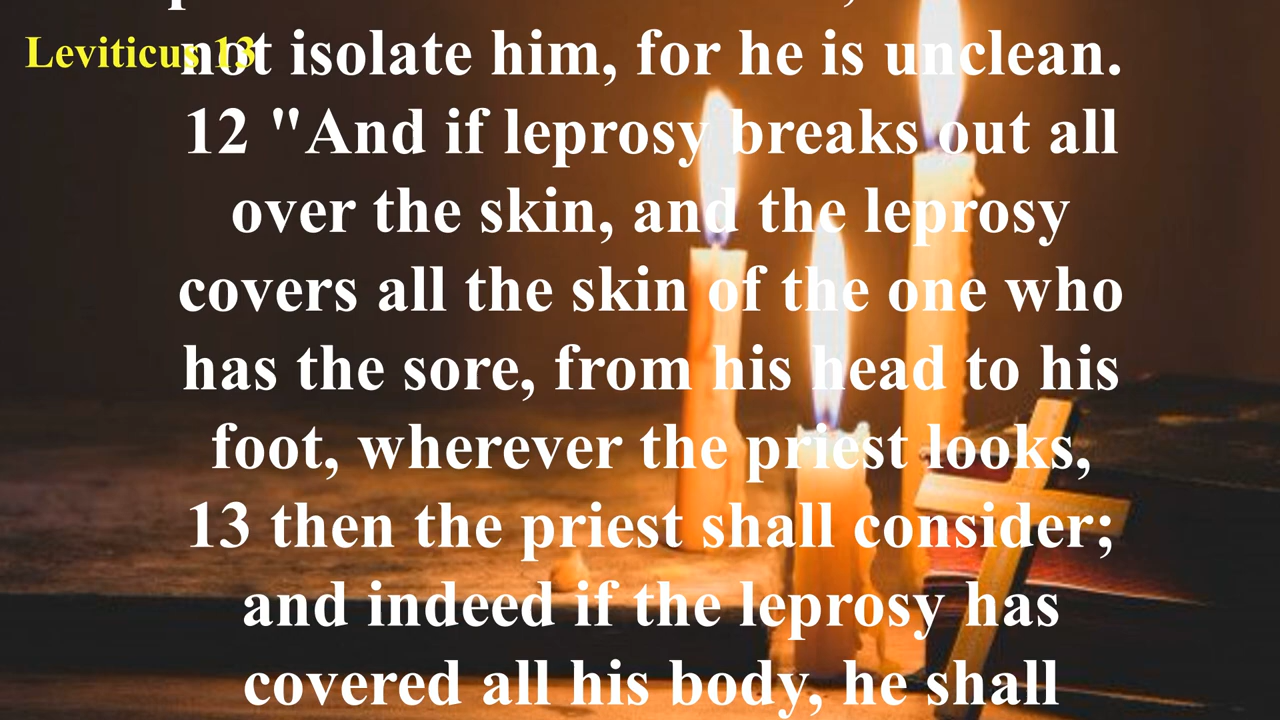 Leviticus 13
not isolate him, for he is unclean.
12 "And if leprosy breaks out all
over the skin, and the leprosy
covers all the skin of the one who
has the sore, from his head to his
foot, wherever the priest looks,
13 then the priest shall consider;
and indeed if the leprosy has
covered all his body, he shall